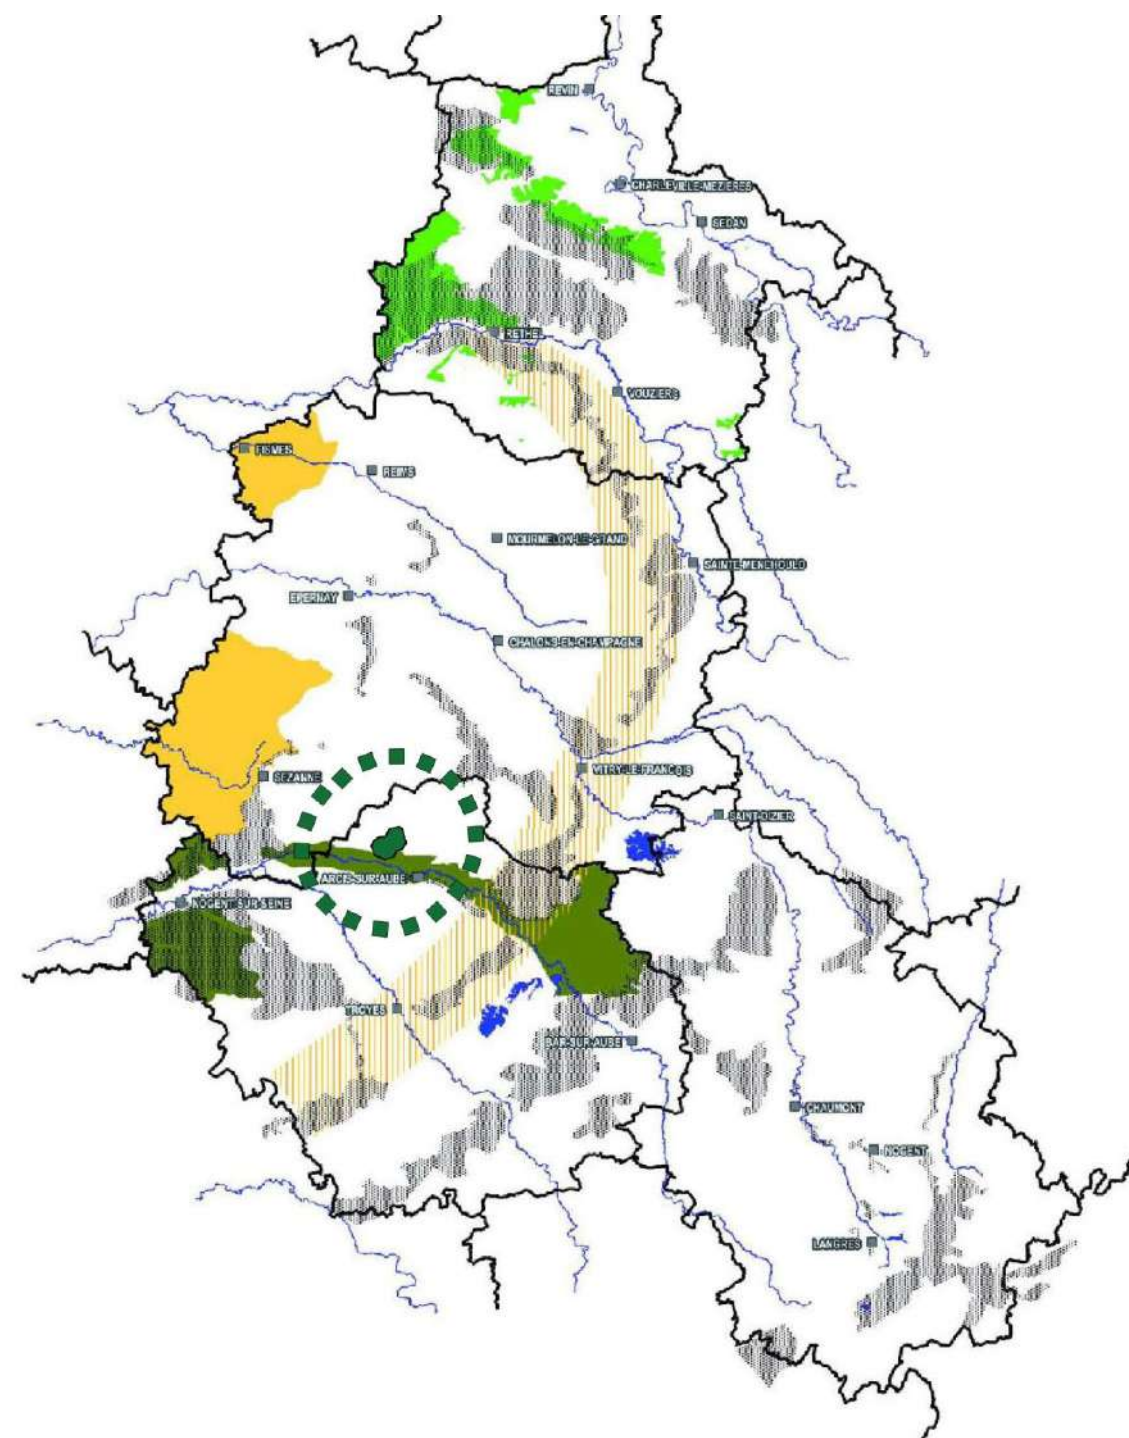 REVIN
CHARLEVILLE-MEZIERES
SEDAN
RETHEL
VOUZIERS
FISMES
REIMS
MOURMELON-LE-GRAND
SAINTE-MENEHOULD
EPERNAY
CHALONS-EN-CHAMPAGNE
VITRY-LE-FRANCOIS
SEZANNE
SAINT-DIZIER
ARCIS-SUR-AUBE
NOGENT-SUR-SEINE
TROYES
BAR-SUR-AUBE
CHAUMONT
NOGENT
LANGRES